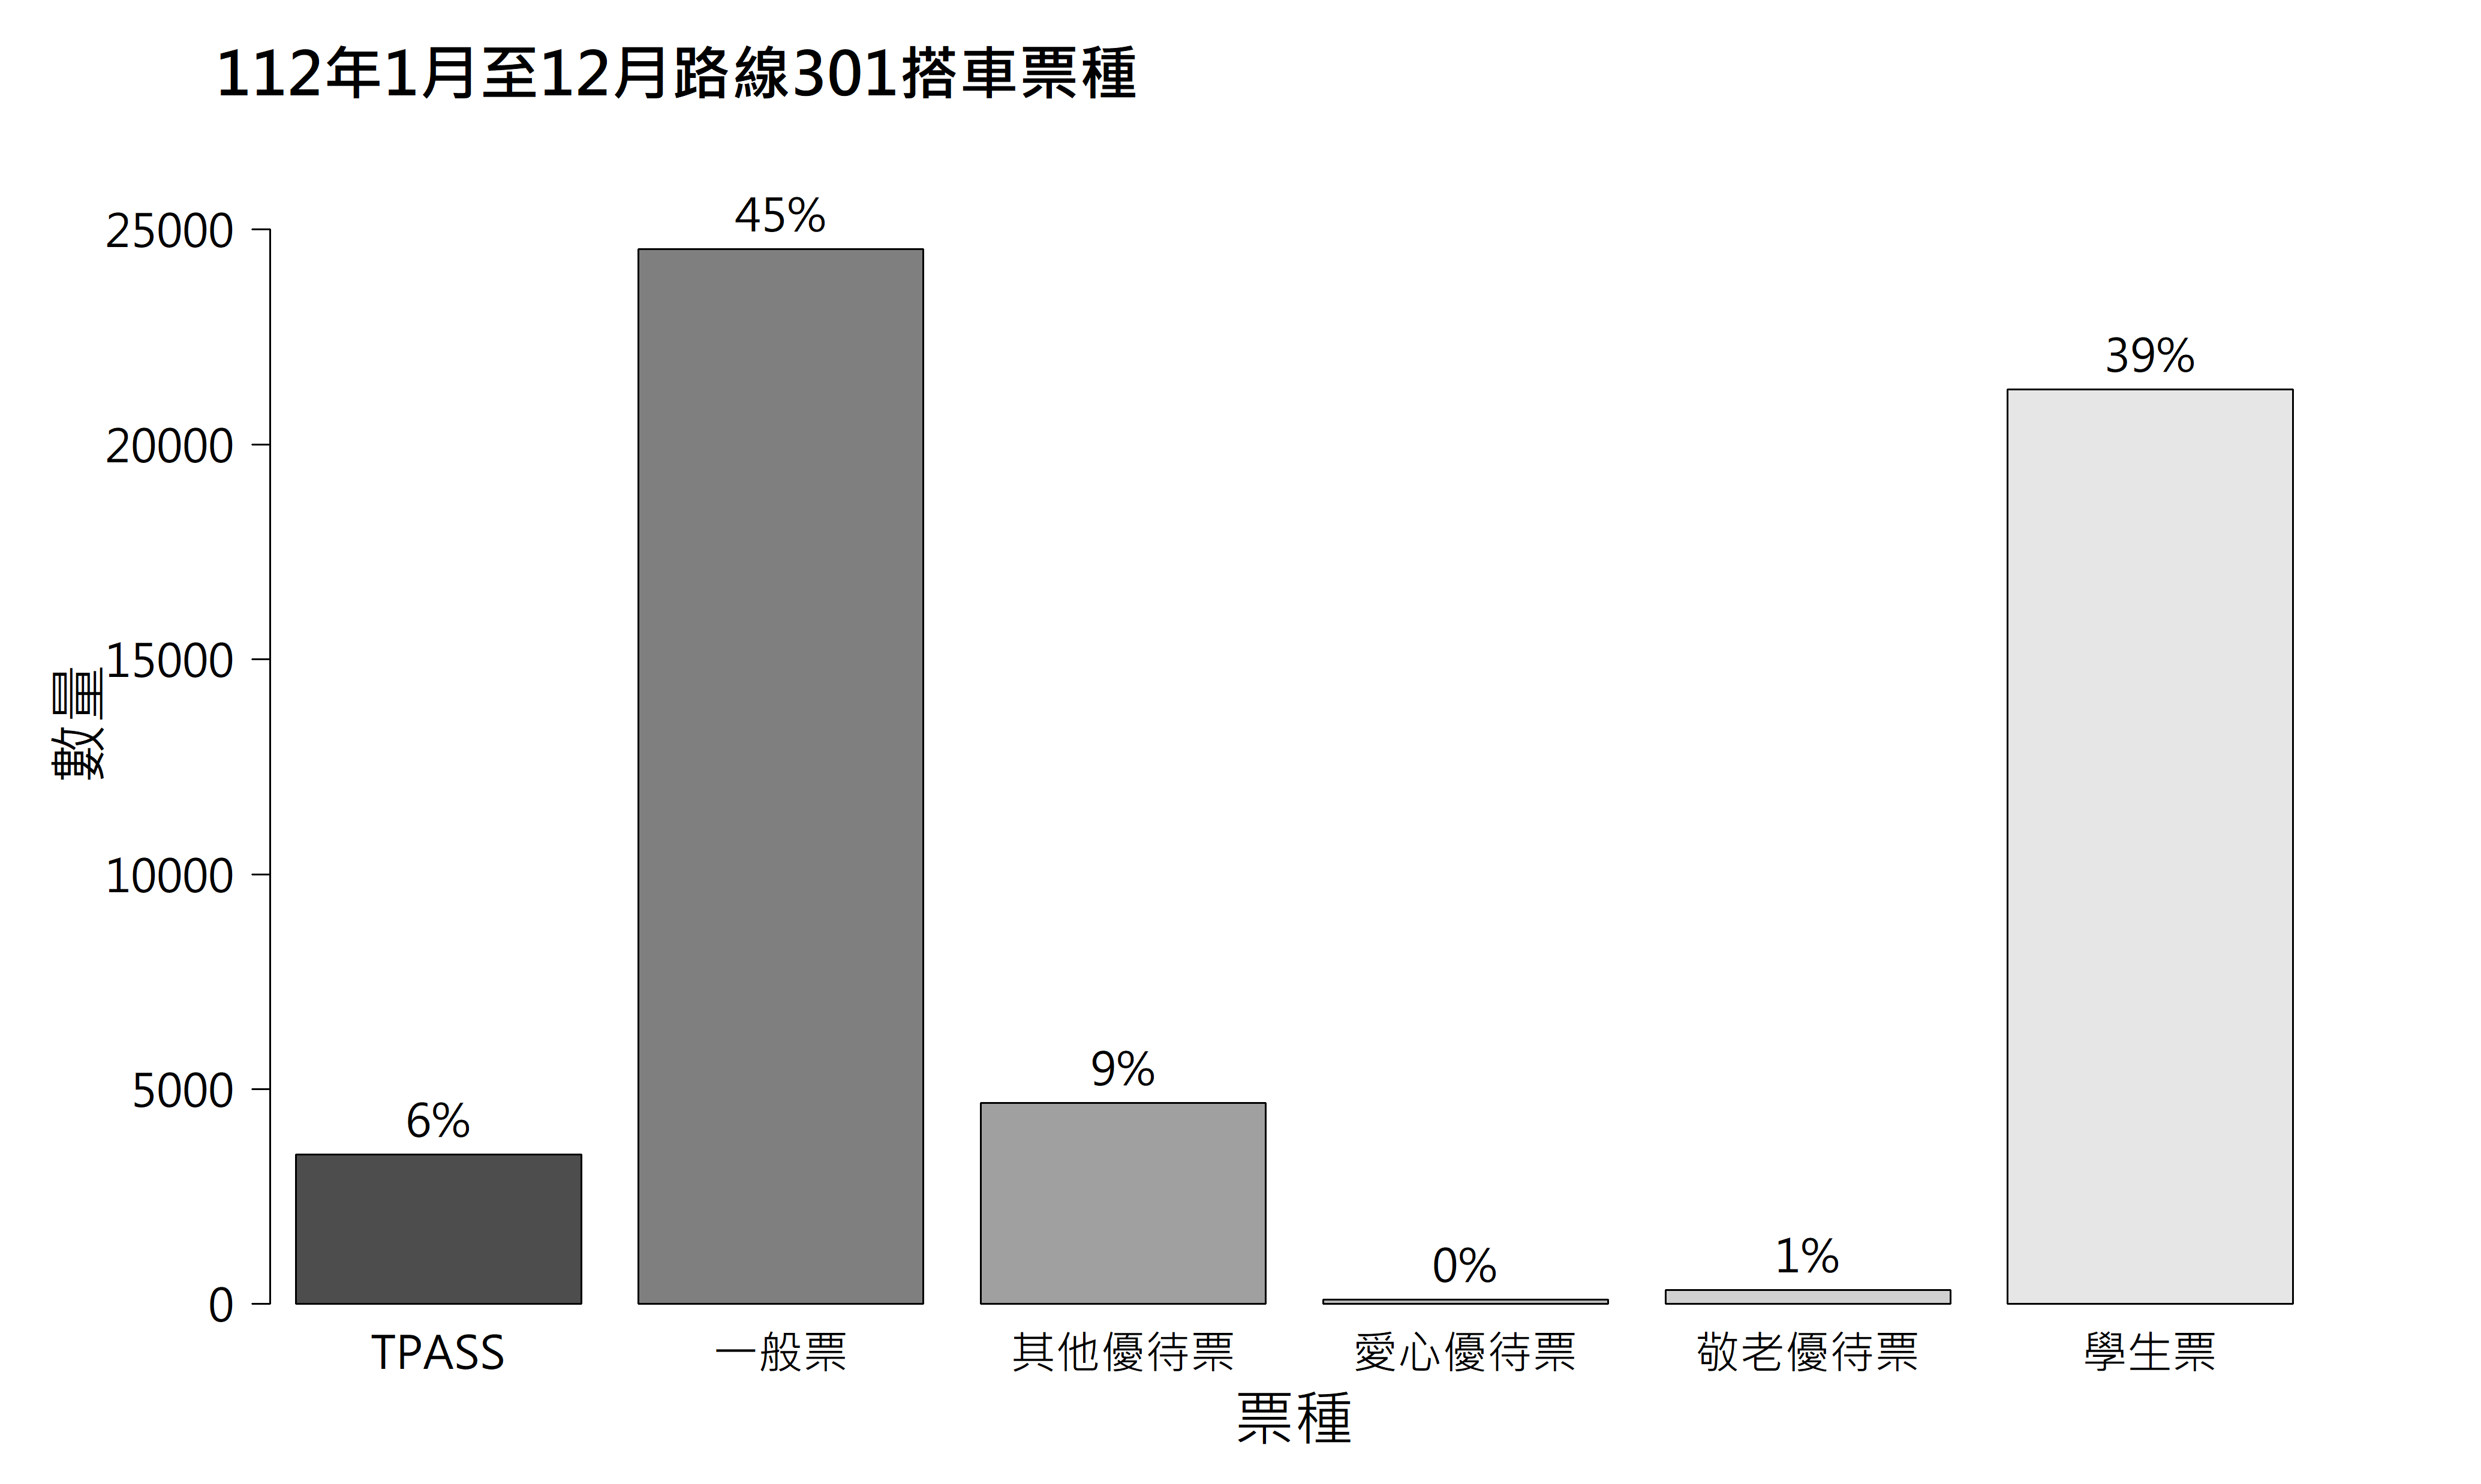 112年1月至12月路線301搭車票種
數量
25000
20000
15000
10000
5000
0
6%
45%
9%
0%
1%
39%
TPASS
一般票
其他優待票
愛心優待票
敬老優待票
學生票
票種